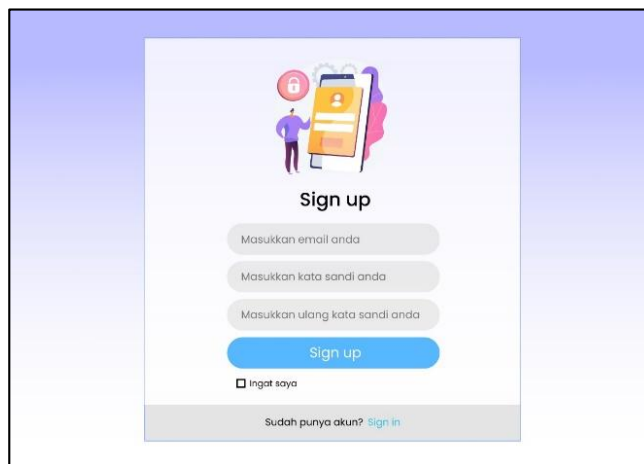 Sign up
Masukkan email anda
Masukkan kata sandi anda
Masukkan ulang kata sandi anda
Sign up
Ingat saya
Sudah punya akun? Sign in